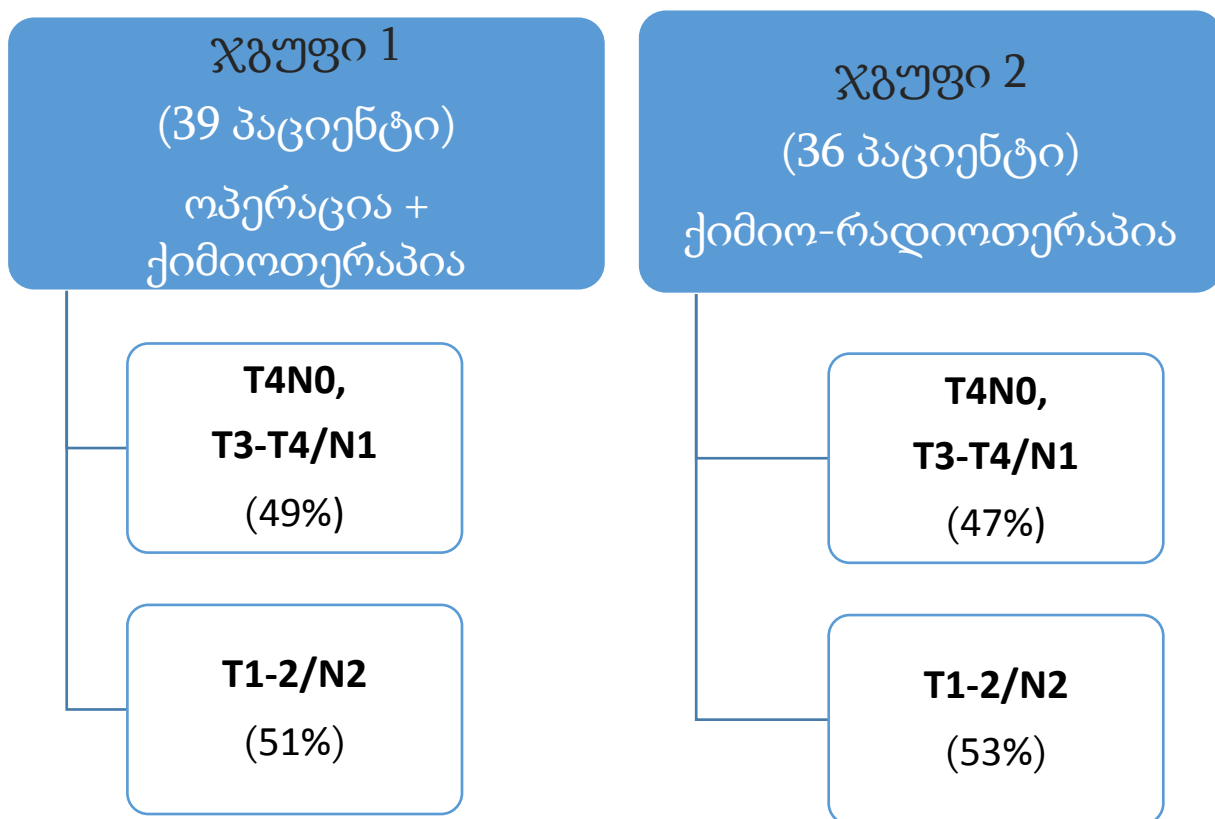 ჯგუფი 1
(39 პაციენტი)
ოპერაცია +
ქიმიოთერაპია
T4N0,
T3-T4/N1
(49%)
T1-2/N2
(51%)
ჯგუფი 2
(36 პაციენტი)
ქიმიო-რადიოთერაპია
T4N0,
T3-T4/N1
(47%)
T1-2/N2
(53%)